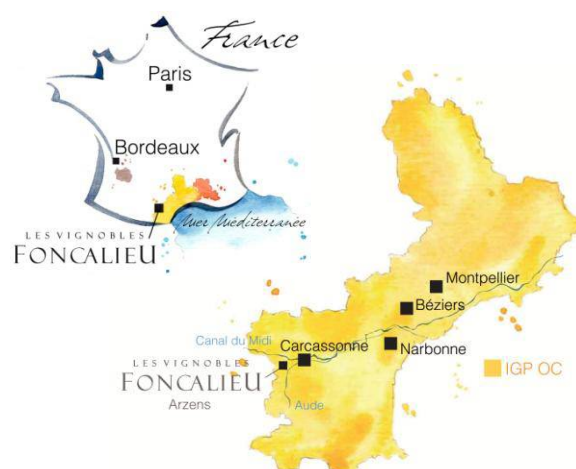 France
Paris
Bordeaux
Mer Méditerranée
LES VIGNOBLES
FONCALIEU
Montpellier
Béziers
Canal du Midi
Carcassonne
Narbonne
LES VIGNOBLES
FONCALIEU
Arzens
Aude
IGP OC